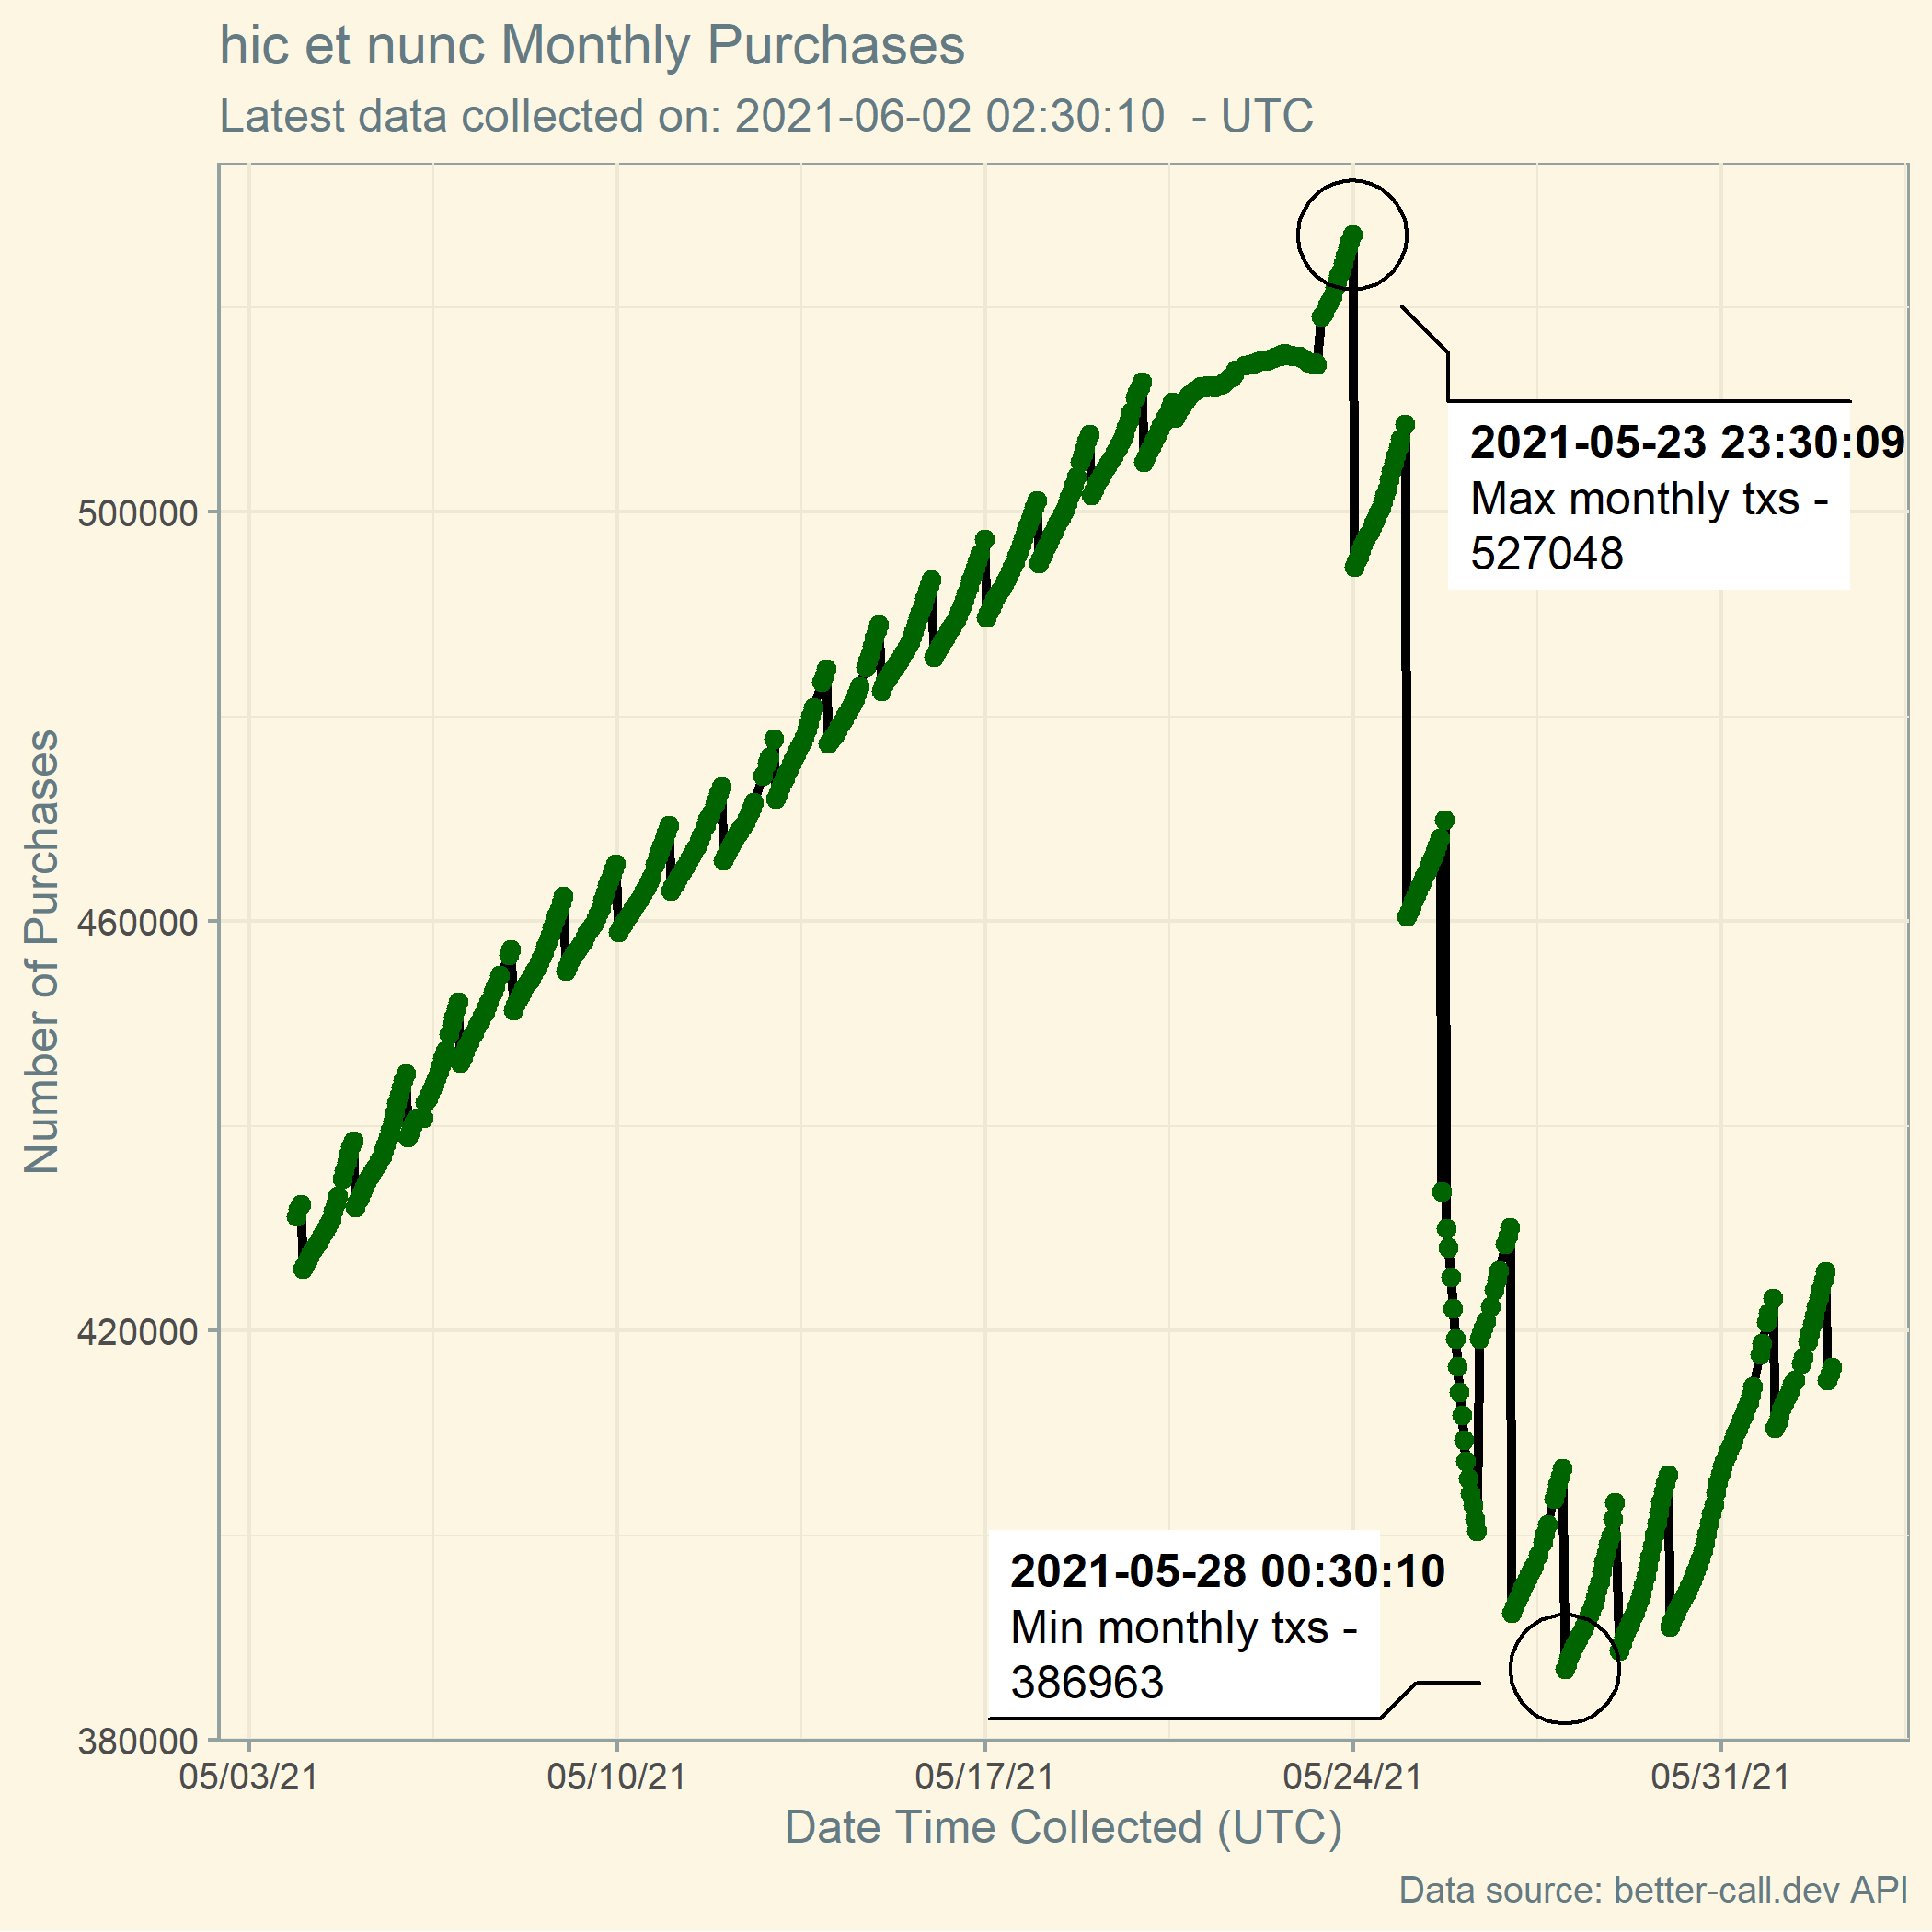 hic et nunc Monthly Purchases
Latest data collected on: 2021-06-02 02:30:10  - UTC
2021-05-23 23:30:09
Max monthly txs -
527048
500000
460000
420000
380000
Number of Purchases
2021-05-28 00:30:10
Min monthly txs -
386963
05/03/21
05/10/21
05/17/21
05/24/21
05/31/21
Date Time Collected (UTC)
Data source: better-call.dev API